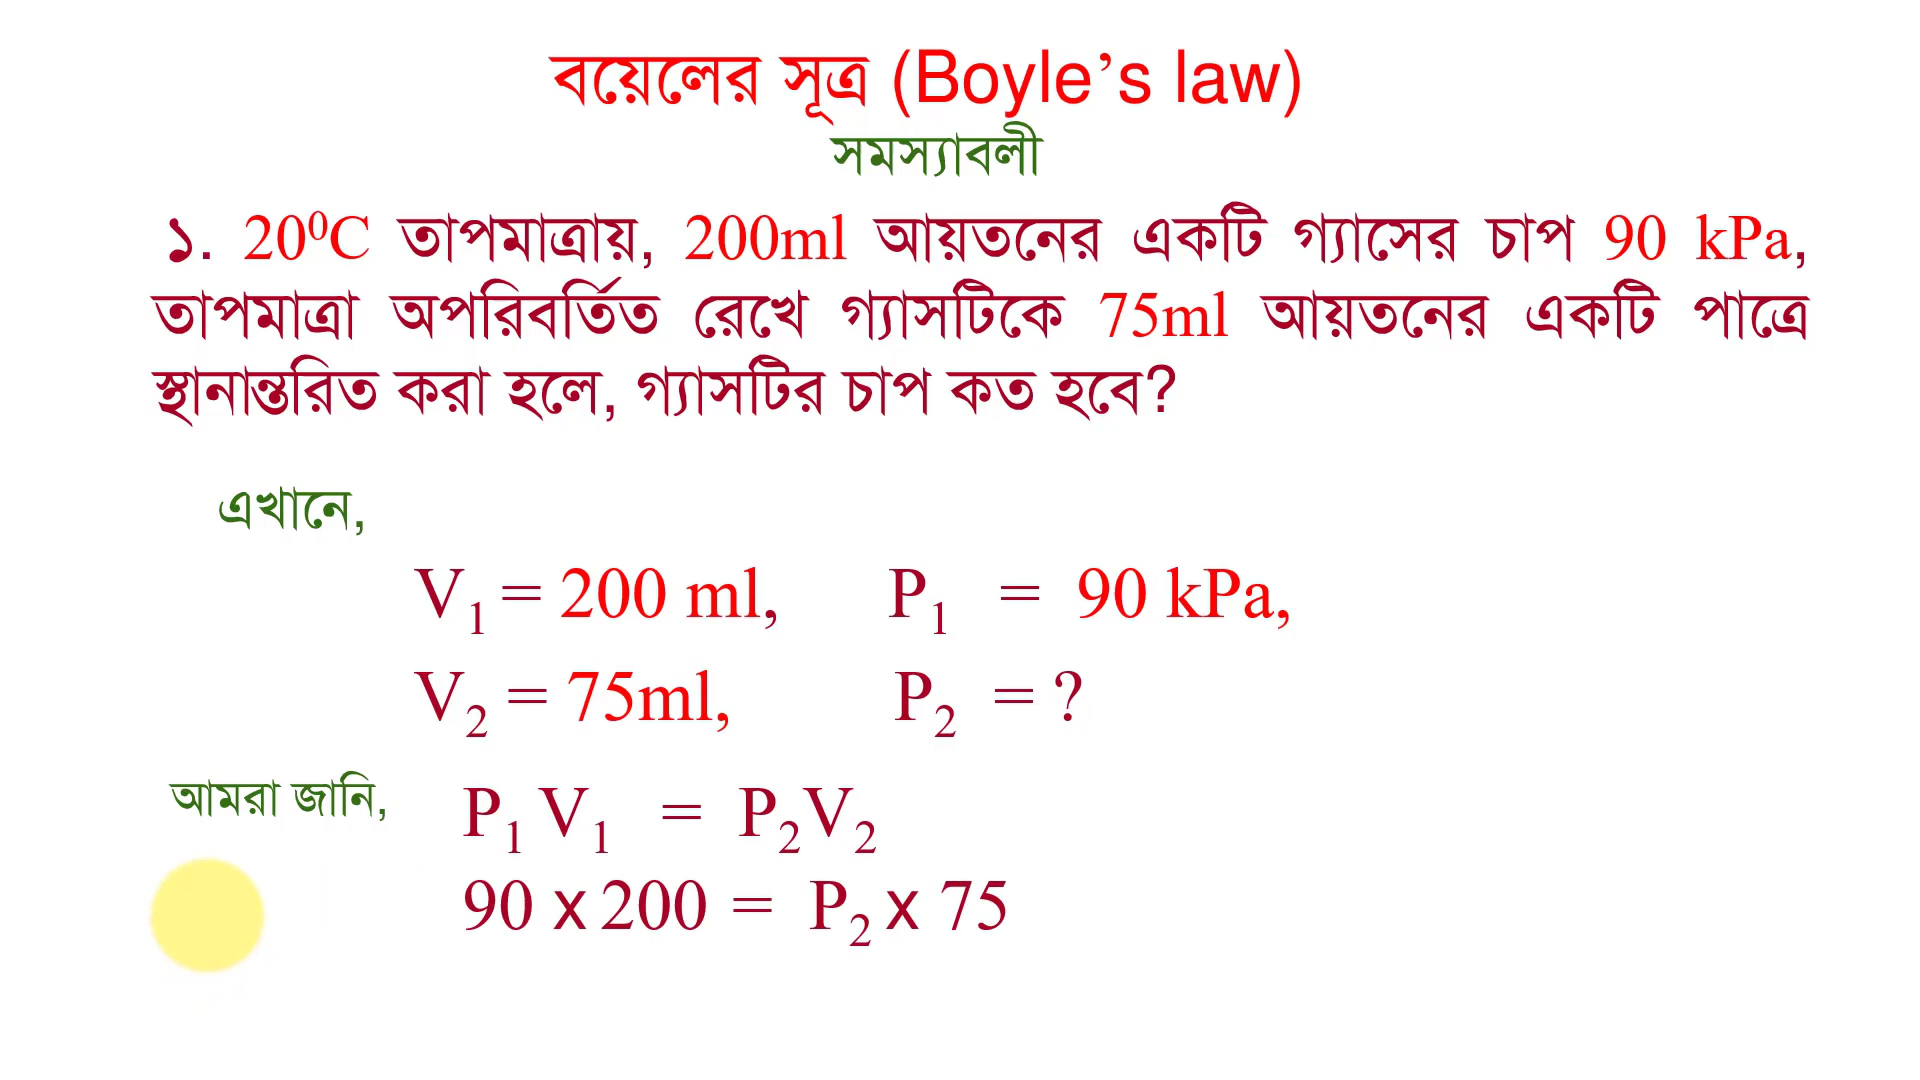 বয়েলের সূত্র (Boyle’s law)
সমস্যাবলী
১. 20⁰C তাপমাত্রায়, 200ml আয়তনের একটি গ্যাসের চাপ 90 kPa,
তাপমাত্রা অপরিবর্তিত রেখে গ্যাসটিকে 75ml আয়তনের একটি পাত্রে
স্থানান্তরিত করা হলে, গ্যাসটির চাপ কত হবে?
এখানে,
V₁ = 200 ml, P₁ = 90 kPa,
V₂ = 75ml, P₂ = ?
আমরা জানি, P₁ V₁ = P₂V₂
90 x 200 = P₂ x 75